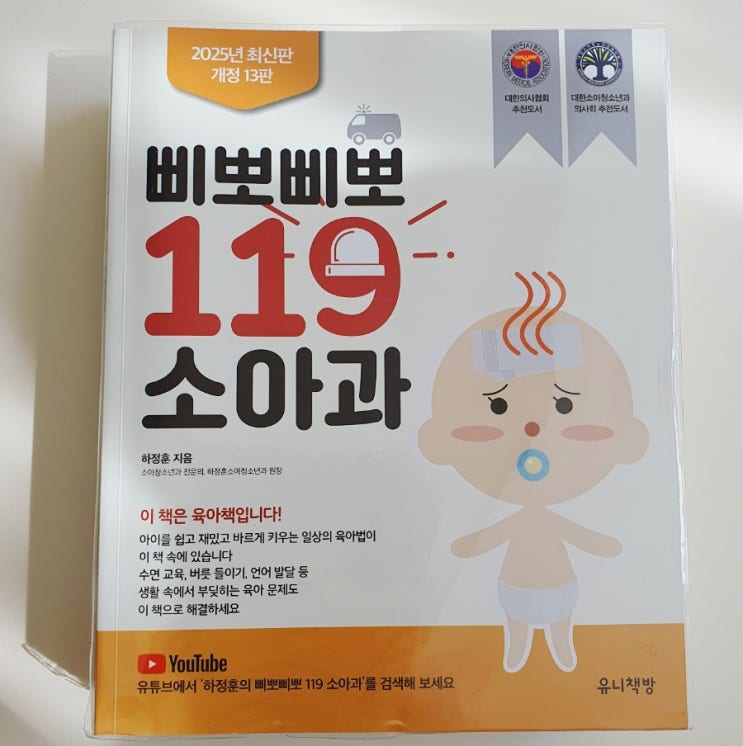 2025년 최신판
개정 13판
대한의사협회
추천도서
대한소아청소년과
의사회 추천도서
삐뽀삐뽀
119
소아과
하정훈 지음
소아청소년과 전문의, 하정훈소아청소년과 원장
이 책은 육아책입니다!
아이를 쉽고 재밌고 바르게 키우는 일상의 육아법이
이 책 속에 있습니다
수면 교육, 버릇 들이기, 언어 발달 등
생활 속에서 부딪히는 육아 문제도
이 책으로 해결하세요
YouTube
유튜브에서 '하정훈의 삐뽀삐뽀 119 소아과'를 검색해 보세요
유니책방